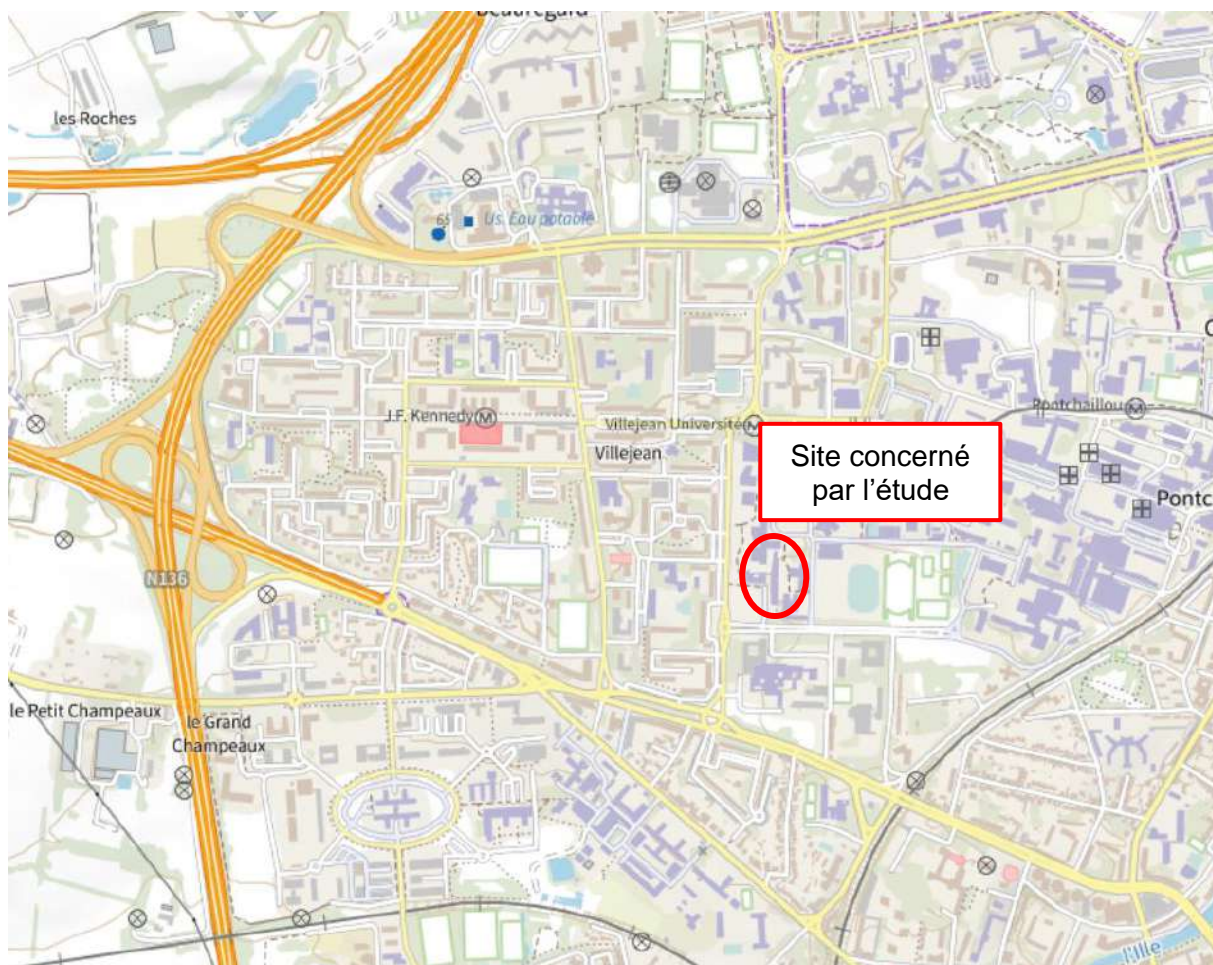 Beauregard
les Roches
65
Us. Eau potable
J.F. Kennedy M
Villejean Université M
Pontchaillou M
Villejean
Site concerné
par l'étude
Pontc
N136
le Petit Champeaux
le Grand
Champeaux
l'Ille